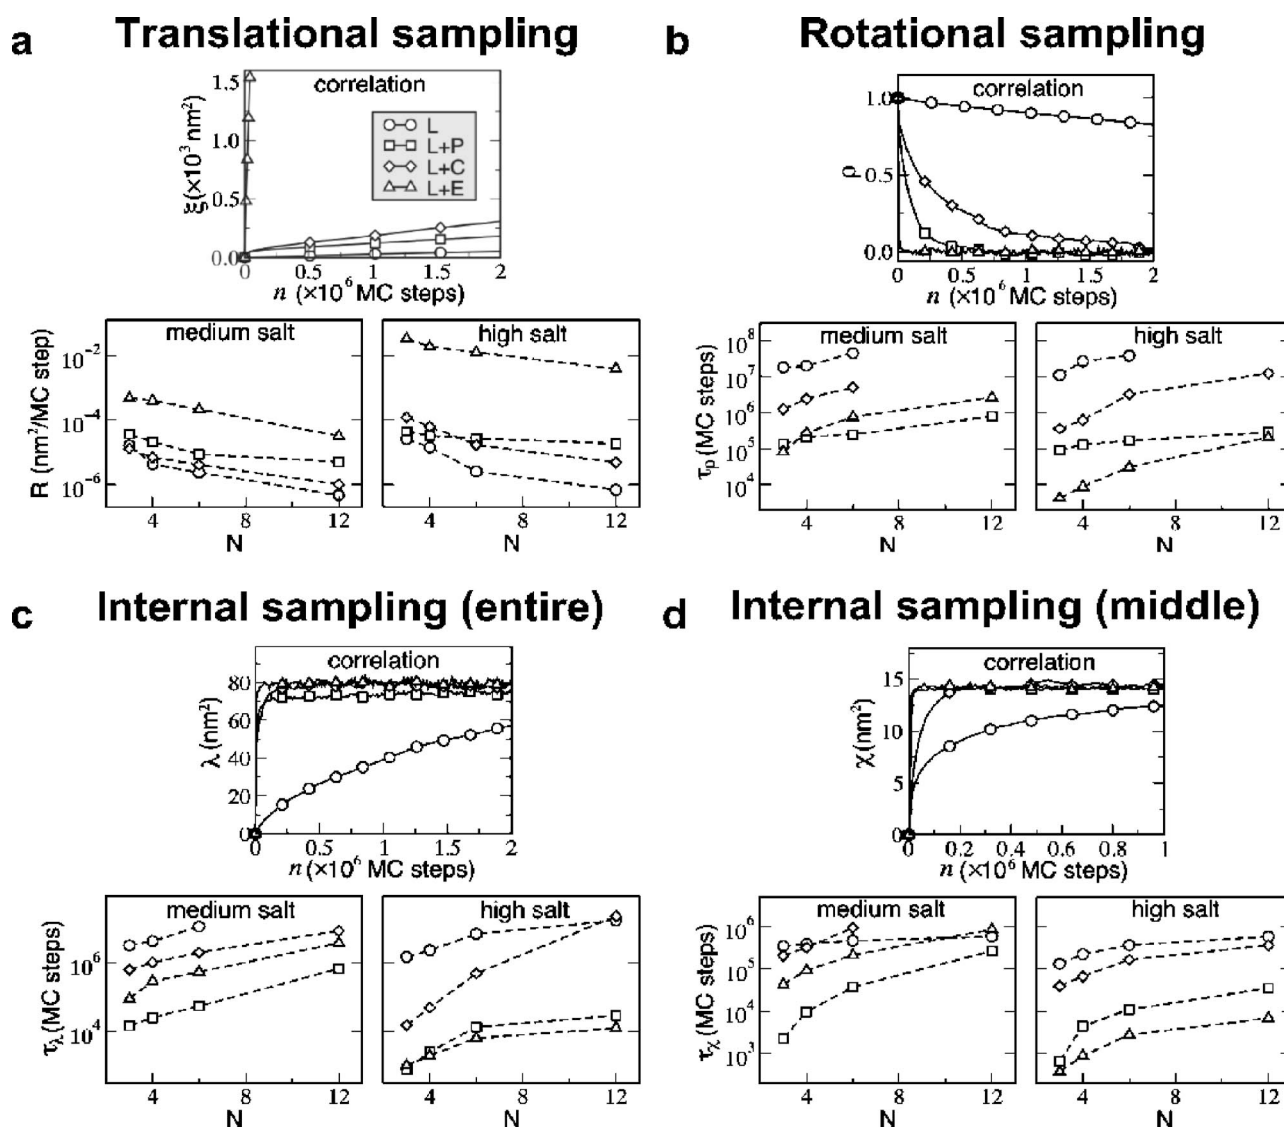 a Translational sampling
correlation
ξ(×10³ nm²)
1.5
1.0
0.5
0.0
L
L+P
L+C
L+E
0 0.5 1 1.5 2
n (×10⁶ MC steps)
medium salt
high salt
R (nm²/MC step)
10⁻²
10⁻⁴
10⁻⁶
4 8 12
N
4 8 12
N
b Rotational sampling
correlation
ρ
1.0
0.5
0.0
0 0.5 1 1.5 2
n (×10⁶ MC steps)
medium salt
high salt
τₚ (MC steps)
10⁸
10⁷
10⁶
10⁵
10⁴
4 8 12
N
4 8 12
N
c Internal sampling (entire)
correlation
λ (nm²)
80
60
40
20
0
0 0.5 1 1.5 2
n (×10⁶ MC steps)
medium salt
high salt
τλ (MC steps)
10⁶
10⁴
4 8 12
N
4 8 12
N
d Internal sampling (middle)
correlation
χ (nm²)
15
10
5
0
0 0.2 0.4 0.6 0.8 1
n (×10⁶ MC steps)
medium salt
high salt
τχ (MC steps)
10⁶
10⁵
10⁴
10³
4 8 12
N
4 8 12
N